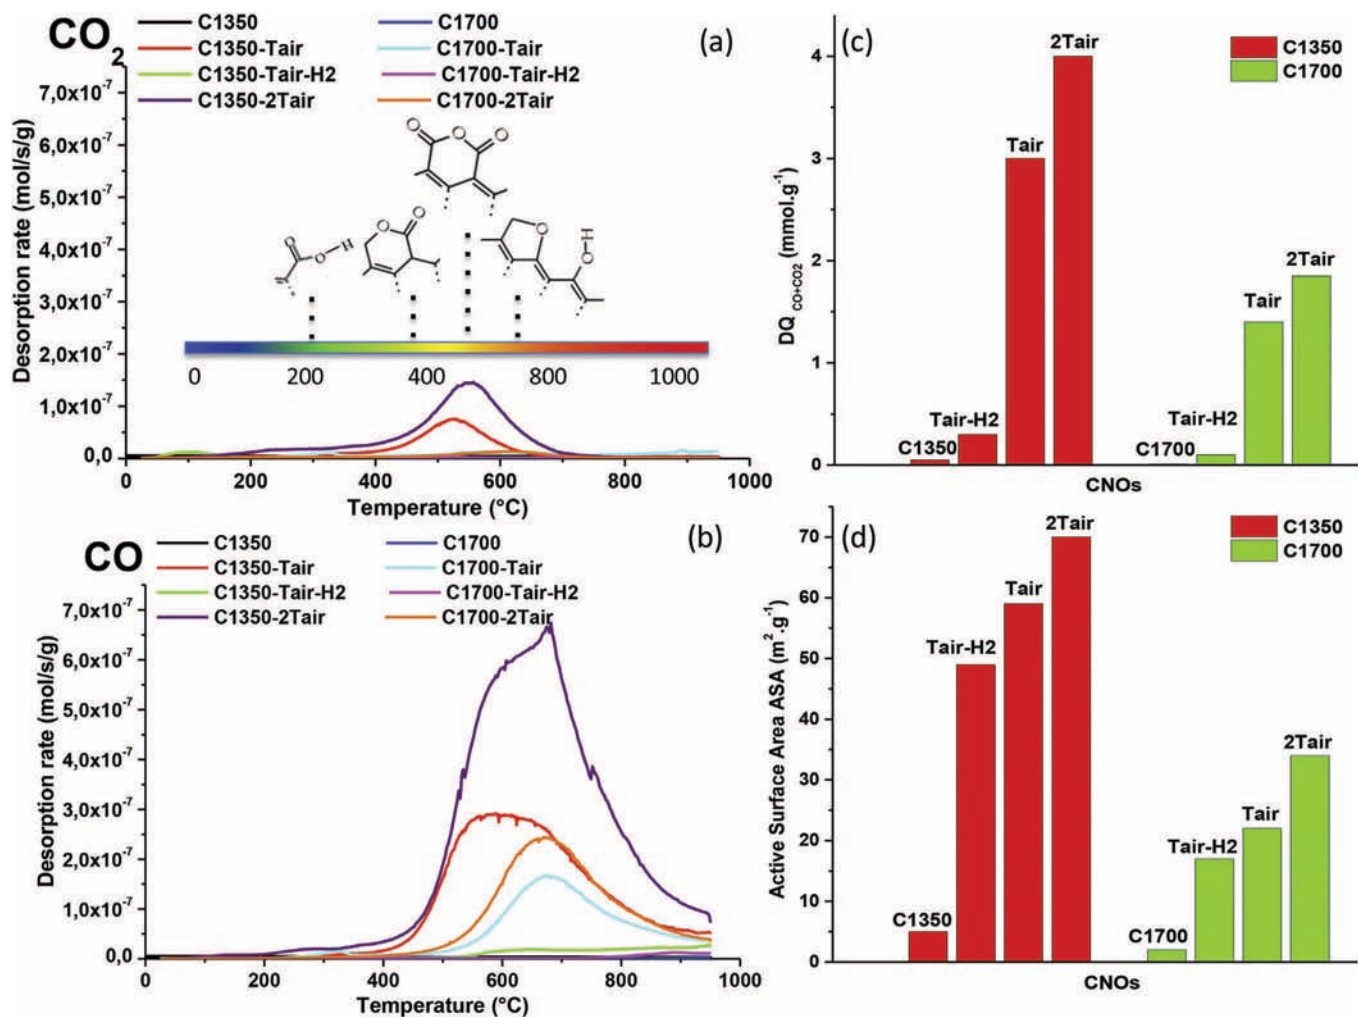 CO2
C1350
C1350-Tair
C1350-Tair-H2
C1350-2Tair
C1700
C1700-Tair
C1700-Tair-H2
C1700-2Tair
(a)
Desorption rate (mol/s/g)
7,0x10-7
6,0x10-7
5,0x10-7
4,0x10-7
3,0x10-7
2,0x10-7
1,0x10-7
0,0
O O O
O O H O O O H
0 200 400 800 1000
0 200 400 600 800 1000
Temperature (°C)
CO
C1350
C1350-Tair
C1350-Tair-H2
C1350-2Tair
C1700
C1700-Tair
C1700-Tair-H2
C1700-2Tair
(b)
Desorption rate (mol/s/g)
7,0x10-7
6,0x10-7
5,0x10-7
4,0x10-7
3,0x10-7
2,0x10-7
1,0x10-7
0,0
0 200 400 600 800 1000
Temperature (°C)
(c)
C1350
C1700
DQ CO+CO2 (mmol.g-1)
4
3
2
1
0
C1350
Tair-H2
Tair
2Tair
C1700
Tair-H2
Tair
2Tair
CNOs
(d)
C1350
C1700
Active Surface Area ASA (m2.g-1)
70
60
50
40
30
20
10
0
C1350
Tair-H2
Tair
2Tair
C1700
Tair-H2
Tair
2Tair
CNOs